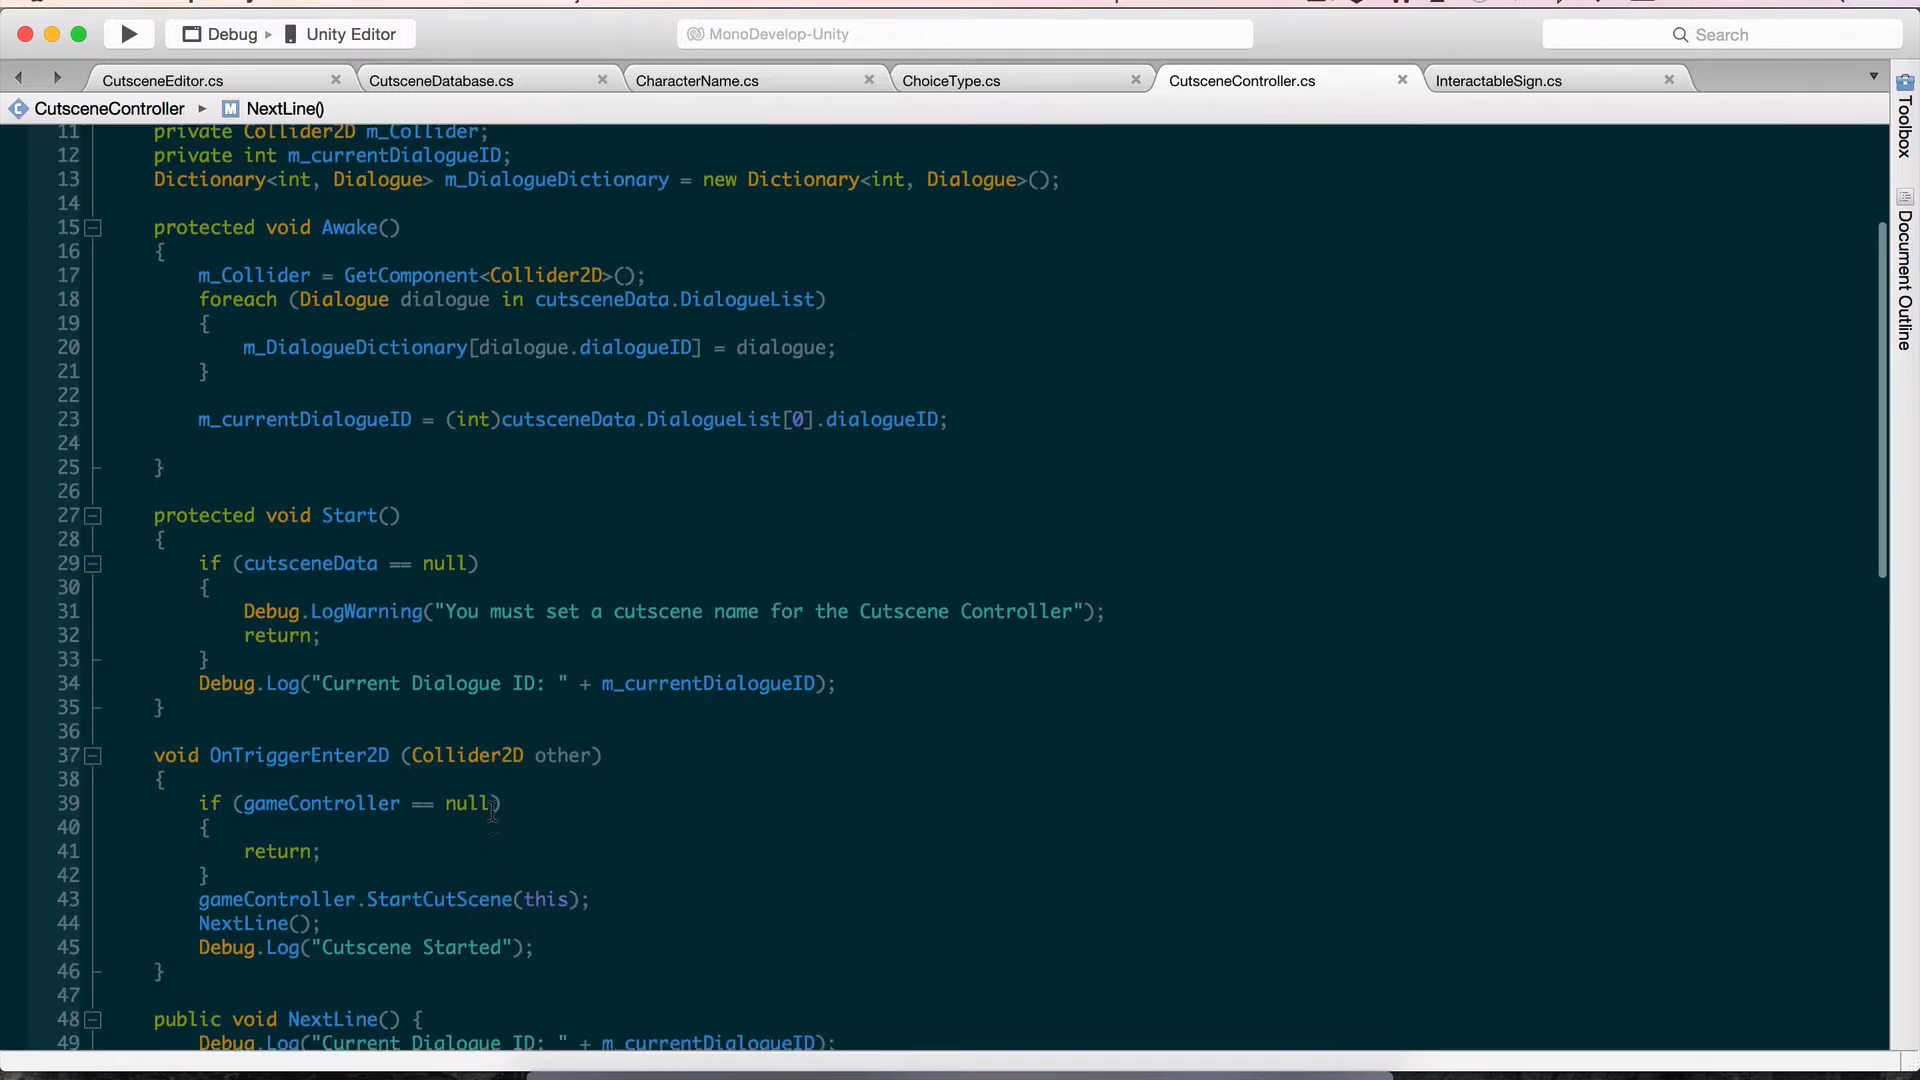 Debug ▸ Unity Editor
MonoDevelop-Unity
Search
CutsceneEditor.cs
CutsceneDatabase.cs
CharacterName.cs
ChoiceType.cs
CutsceneController.cs
InteractableSign.cs
CutsceneController ▸ M NextLine()
11 private Collider2D m_Collider;
12 private int m_currentDialogueID;
13 Dictionary<int, Dialogue> m_DialogueDictionary = new Dictionary<int, Dialogue>();
14
15 protected void Awake()
16 {
17 m_Collider = GetComponent<Collider2D>();
18 foreach (Dialogue dialogue in cutsceneData.DialogueList)
19 {
20 m_DialogueDictionary[dialogue.dialogueID] = dialogue;
21 }
22
23 m_currentDialogueID = (int)cutsceneData.DialogueList[0].dialogueID;
24
25 }
26
27 protected void Start()
28 {
29 if (cutsceneData == null)
30 {
31 Debug.LogWarning("You must set a cutscene name for the Cutscene Controller");
32 return;
33 }
34 Debug.Log("Current Dialogue ID: " + m_currentDialogueID);
35 }
36
37 void OnTriggerEnter2D (Collider2D other)
38 {
39 if (gameController == null)
40 {
41 return;
42 }
43 gameController.StartCutScene(this);
44 NextLine();
45 Debug.Log("Cutscene Started");
46 }
47
48 public void NextLine() {
49 Debug.Log("Current Dialogue ID: " + m_currentDialogueID);
Toolbox
Document Outline